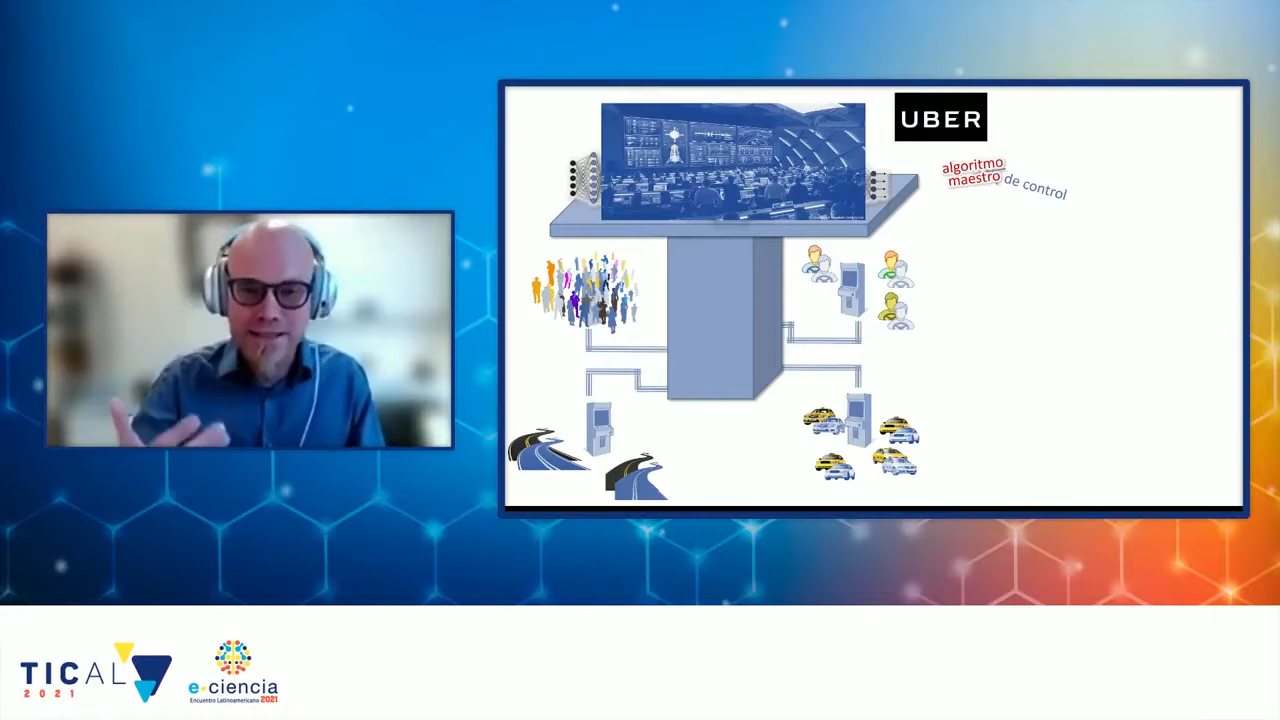 UBER
algoritmo
maestro de control
TICAL
2021
e-ciencia
Encuentro Latinoamericano 2021